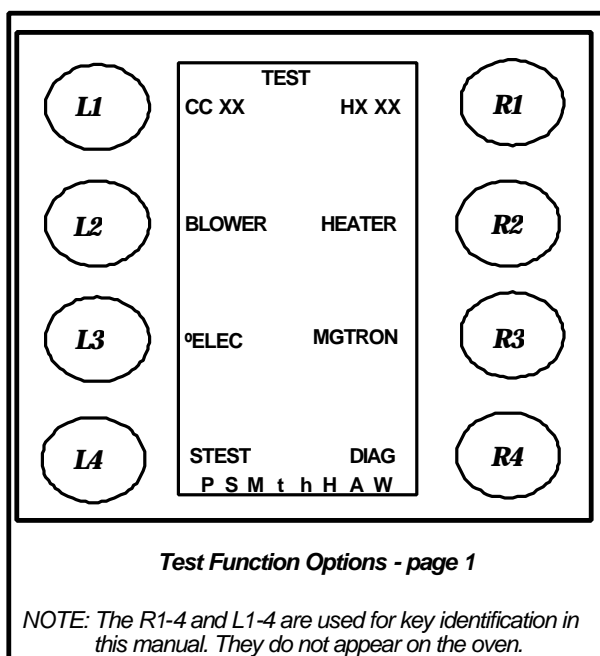 TEST
L1 CC XX HX XX R1
L2 BLOWER HEATER R2
L3 ºELEC MGTRON R3
L4 STEST DIAG R4
P S M t h H A W
Test Function Options - page 1
NOTE: The R1-4 and L1-4 are used for key identification in
this manual. They do not appear on the oven.